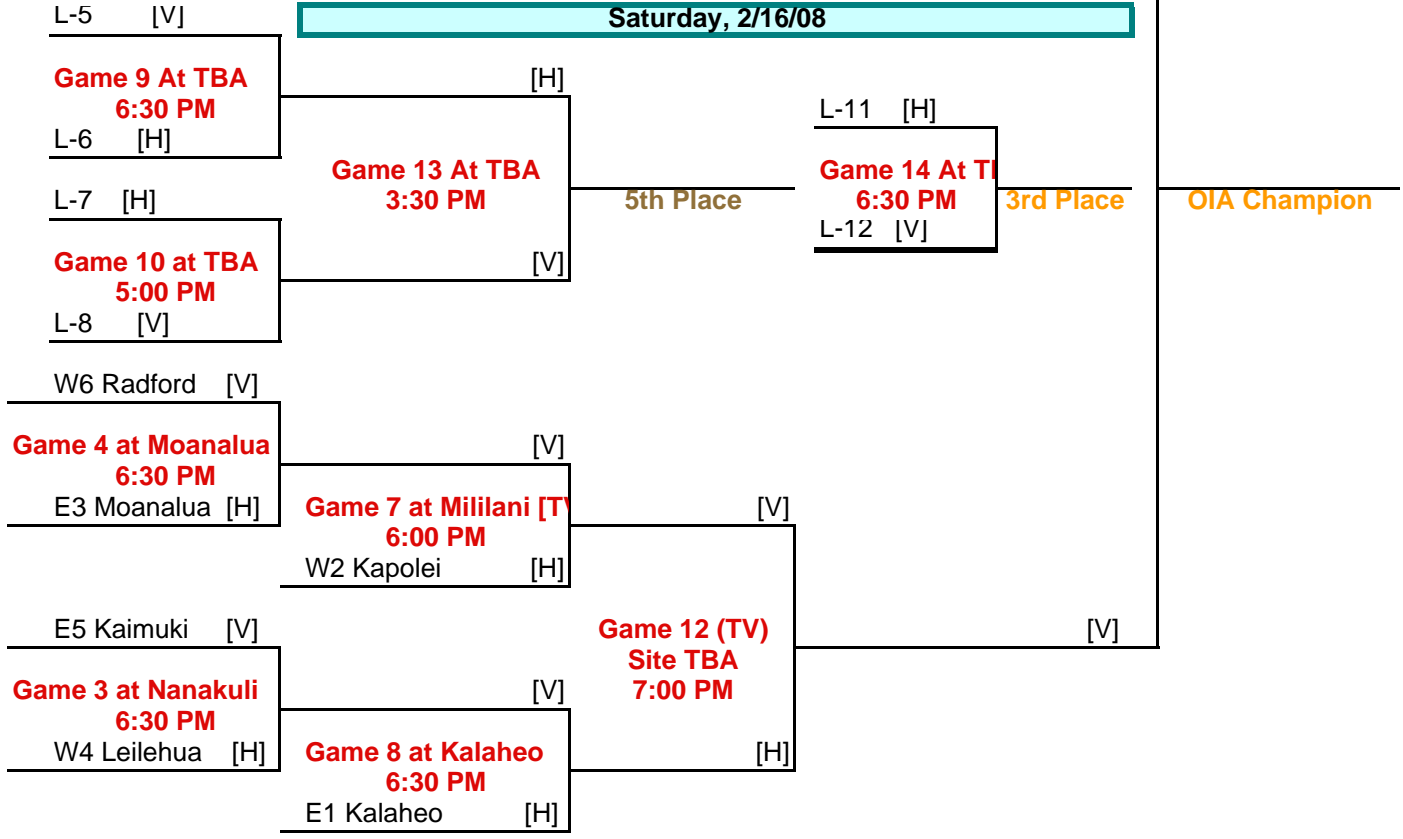 L-5 [V]
Saturday, 2/16/08
Game 9 At TBA
6:30 PM
L-6 [H]
[H]
L-11 [H]
Game 13 At TBA
3:30 PM
Game 14 At
6:30 PM
L-7 [H]
5th Place
3rd Place
OIA Champion
L-12 [V]
Game 10 at TBA
5:00 PM
L-8 [V]
[V]
W6 Radford [V]
Game 4 at Moanalua
6:30 PM
E3 Moanalua [H]
[V]
Game 7 at Mililani
6:00 PM
W2 Kapolei [H]
[V]
E5 Kaimuki [V]
Game 12 (TV)
Site TBA
7:00 PM
[V]
Game 3 at Nanakuli
6:30 PM
W4 Leilehua [H]
[V]
Game 8 at Kalaheo
6:30 PM
E1 Kalaheo [H]
[H]